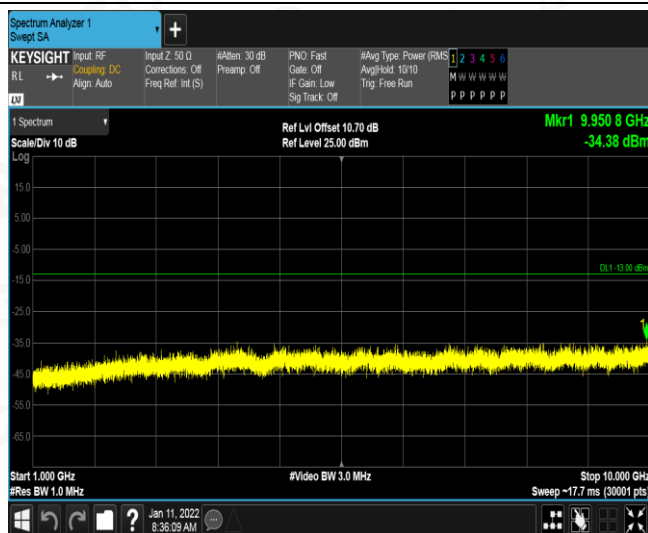 Spectrum Analyzer 1
Swept SA
+
KEYSIGHT
RL
LXI
Input: RF
Coupling: DC
Align: Auto
Input Z: 50 Ω
Corrections: Off
Freq Ref: Int (S)
#Atten: 30 dB
Preamp: Off
PNO: Fast
Gate: Off
IF Gain: Low
Sig Track: Off
#Avg Type: Power (RMS
Avg|Hold: 10/10
Trig: Free Run
1 2 3 4 5 6
M W W W W W
P P P P P P
1 Spectrum
Scale/Div 10 dB
Ref Lvl Offset 10.70 dB
Ref Level 25.00 dBm
Mkr1 9.950 8 GHz
-34.38 dBm
Log
15.0
5.00
-5.00
DL1 -13.00 dBm
-15.0
-25.0
1
-35.0
-45.0
-55.0
-65.0
Start 1.000 GHz
#Video BW 3.0 MHz
Stop 10.000 GHz
#Res BW 1.0 MHz
Sweep ~17.7 ms (30001 pts)
?
Jan 11, 2022
8:36:09 AM